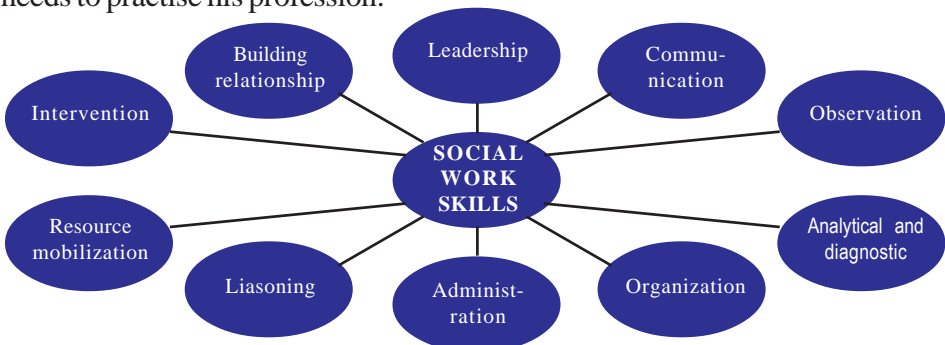 needs to practise his profession.
Building
relationship
Leadership
Commu-
nication
Intervention
Observation
SOCIAL
WORK
SKILLS
Resource
mobilization
Analytical and
diagnostic
Liasoning
Administ-
ration
Organization